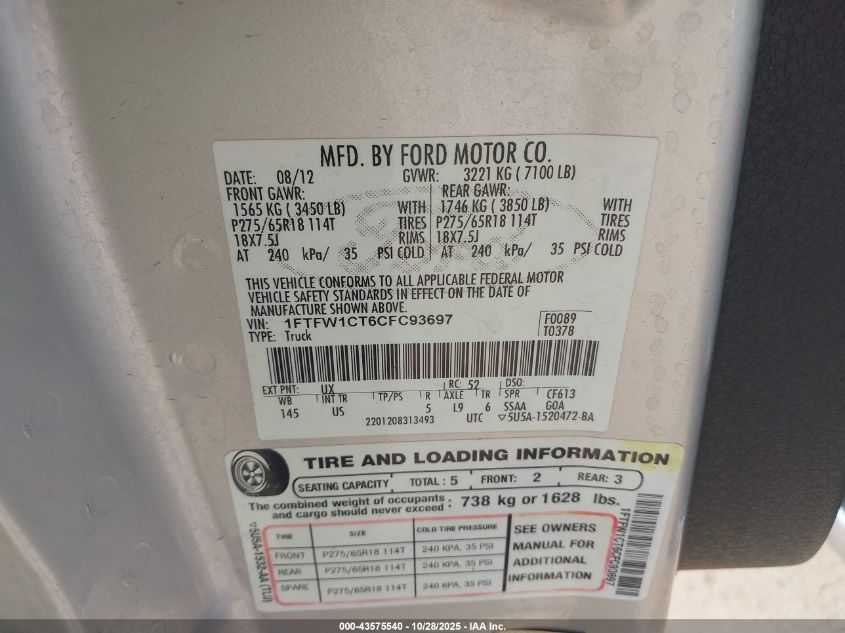 MFD. BY FORD MOTOR CO.
DATE: 08/12 GVWR: 3221 KG ( 7100 LB)
FRONT GAWR: REAR GAWR:
1565 KG ( 3450 LB) WITH 1746 KG ( 3850 LB) WITH
P275/65R18 114T TIRES P275/65R18 114T TIRES
18X7.5J RIMS 18X7.5J RIMS
AT 240 kPa/ 35 PSI COLD AT 240 kPa/ 35 PSI COLD
THIS VEHICLE CONFORMS TO ALL APPLICABLE FEDERAL MOTOR
VEHICLE SAFETY STANDARDS IN EFFECT ON THE DATE OF
MANUFACTURE SHOWN ABOVE.
VIN: 1FTFW1CT6CFC93697 F0089
TYPE: Truck T0378
EXT PNT: UX RC: 52 DSO:
WB INT TR TP/PS R AXLE TR SPR CF613
145 US 5 L9 6 SSAA GOA
2201208313493 UTC ▽5U5A-1520472-BA
TIRE AND LOADING INFORMATION
SEATING CAPACITY TOTAL : 5 FRONT: 2 REAR: 3
The combined weight of occupants and cargo should never exceed : 738 kg or 1628 lbs.
TIRE SIZE COLD TIRE PRESSURE
FRONT P275/65R18 114T 240 KPA, 35 PSI
REAR P275/65R18 114T 240 KPA, 35 PSI
SPARE P275/65R18 114T 240 KPA, 35 PSI
SEE OWNERS
MANUAL FOR
ADDITIONAL
INFORMATION
▽5U5A-1532-AA (TLU)
1FTFW1CT6CFC93697
000-43575540 - 10/28/2025 - IAA Inc.